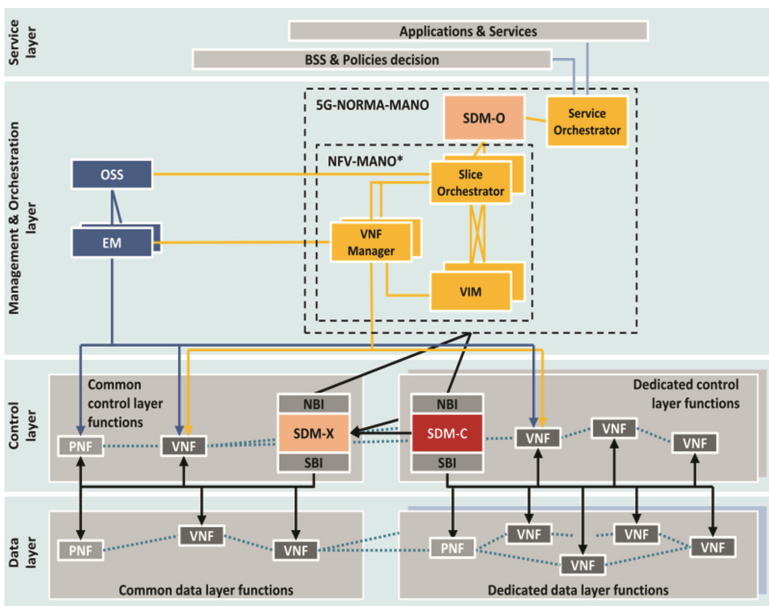 Service
layer
Applications & Services
BSS & Policies decision
Management & Orchestration
layer
5G-NORMA-MANO
SDM-O
Service
Orchestrator
NFV-MANO*
OSS
Slice
Orchestrator
EM
VNF
Manager
VIM
Control
layer
Common
control layer
functions
NBI
SDM-X
SBI
NBI
SDM-C
SBI
Dedicated control
layer functions
PNF
VNF
VNF
VNF
VNF
Data
layer
PNF
VNF
VNF
Common data layer functions
PNF
VNF
VNF
VNF
VNF
Dedicated data layer functions